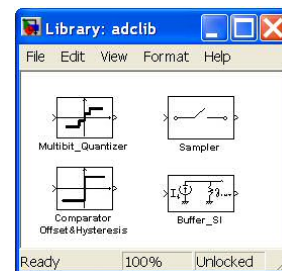 Library: adclib
File Edit View Format Help
Multibit_Quantizer
Sampler
Comparator
Offset&Hysteresis
Buffer_SI
Ready 100% Unlocked